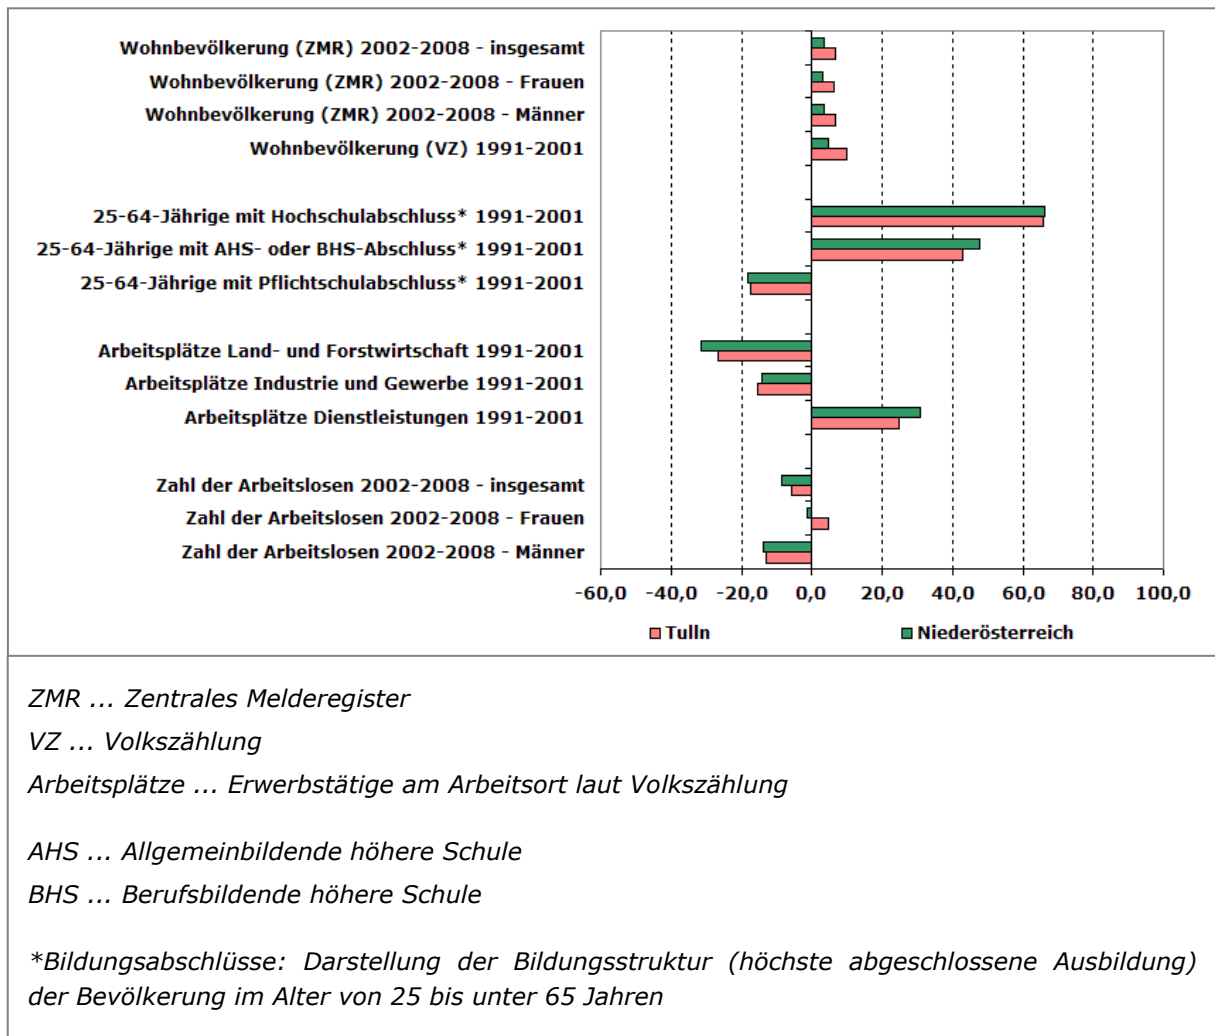 Wohnbevölkerung (ZMR) 2002-2008 - insgesamt
Wohnbevölkerung (ZMR) 2002-2008 - Frauen
Wohnbevölkerung (ZMR) 2002-2008 - Männer
Wohnbevölkerung (VZ) 1991-2001
25-64-Jährige mit Hochschulabschluss* 1991-2001
25-64-Jährige mit AHS- oder BHS-Abschluss* 1991-2001
25-64-Jährige mit Pflichtschulabschluss* 1991-2001
Arbeitsplätze Land- und Forstwirtschaft 1991-2001
Arbeitsplätze Industrie und Gewerbe 1991-2001
Arbeitsplätze Dienstleistungen 1991-2001
Zahl der Arbeitslosen 2002-2008 - insgesamt
Zahl der Arbeitslosen 2002-2008 - Frauen
Zahl der Arbeitslosen 2002-2008 - Männer
-60,0 -40,0 -20,0 0,0 20,0 40,0 60,0 80,0 100,0
Tulln Niederösterreich
ZMR ... Zentrales Melderegister
VZ ... Volkszählung
Arbeitsplätze ... Erwerbstätige am Arbeitsort laut Volkszählung
AHS ... Allgemeinbildende höhere Schule
BHS ... Berufsbildende höhere Schule
*Bildungsabschlüsse: Darstellung der Bildungsstruktur (höchste abgeschlossene Ausbildung)
der Bevölkerung im Alter von 25 bis unter 65 Jahren